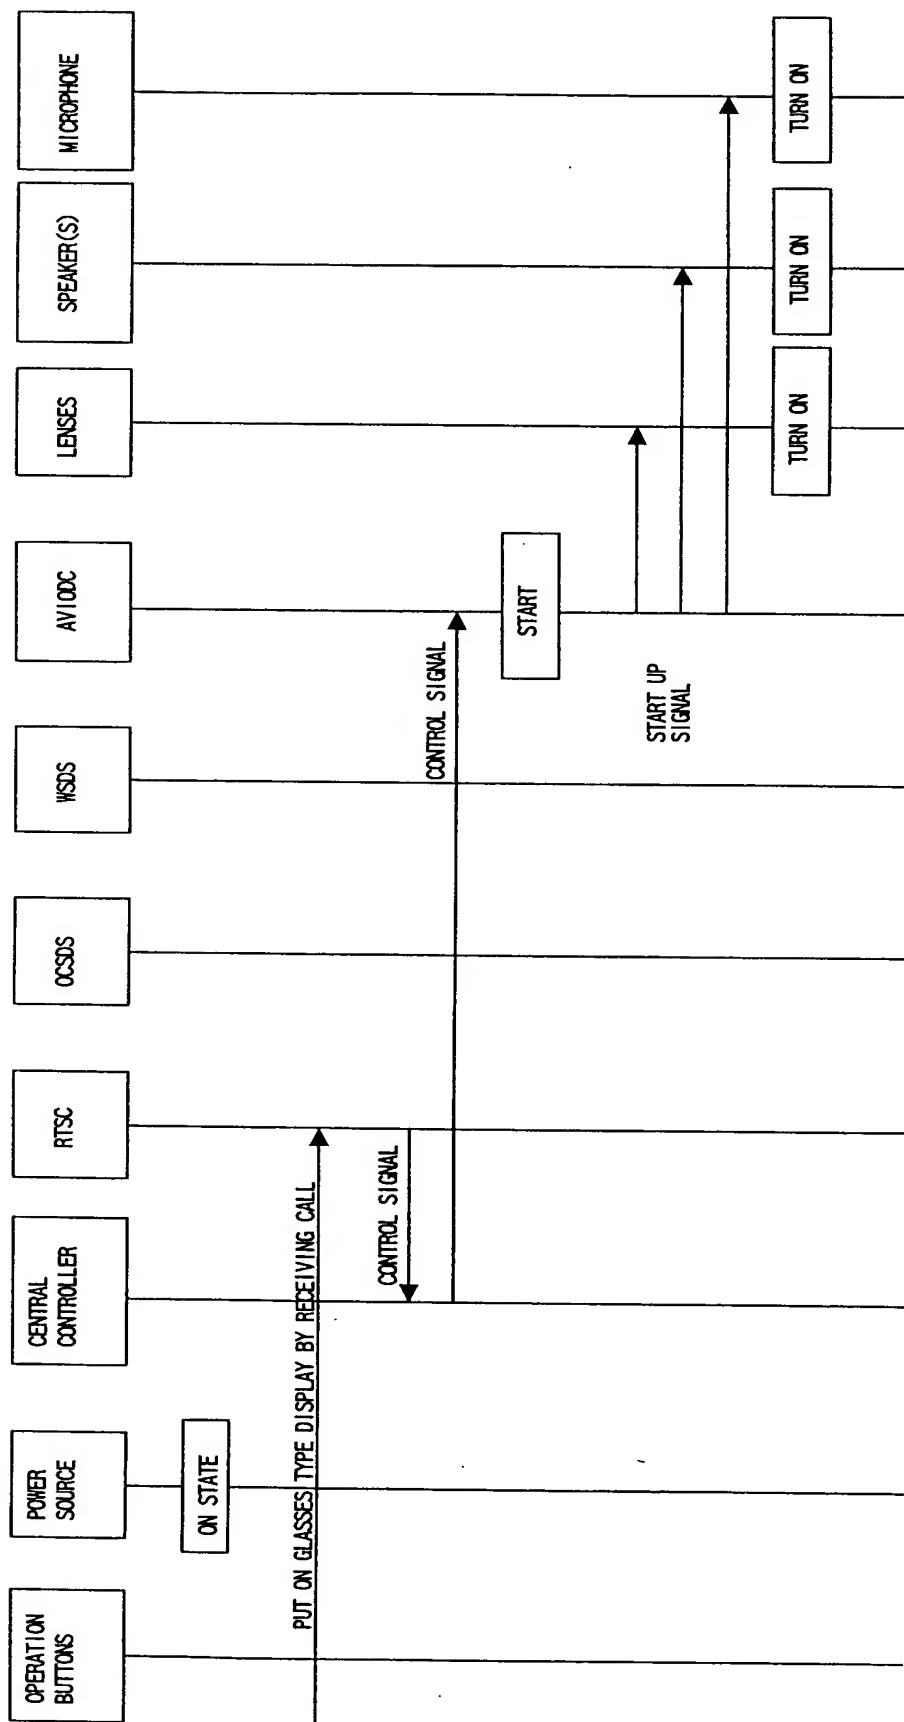 OPERATION
BUTTONS
POWER
SOURCE
CENTRAL
CONTROLLER
RTSC
OCSDS
WSDS
AVIODC
LENSES
SPEAKER(S)
MICROPHONE
ON STATE
PUT ON GLASSES TYPE DISPLAY BY RECEIVING CALL
CONTROL SIGNAL
CONTROL SIGNAL
START
START UP
SIGNAL
TURN ON
TURN ON
TURN ON